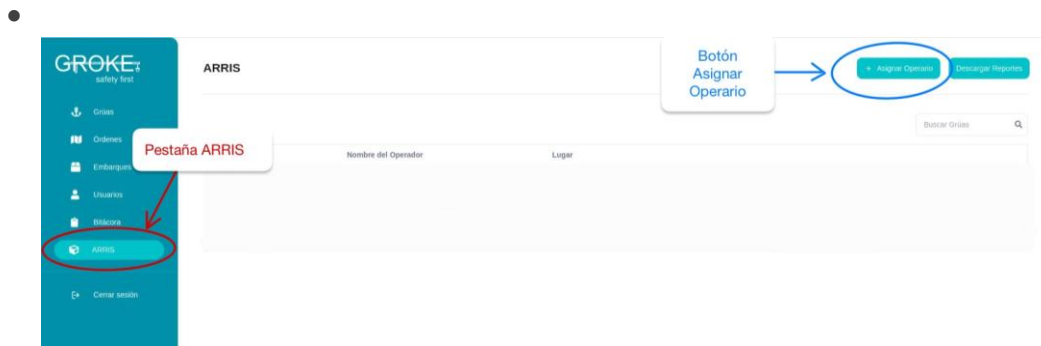 GROKE
safety first
Grúas
Órdenes
Embarques
Usuarios
Bitácora
ARRIS
Cerrar sesión
Pestaña ARRIS
ARRIS
Botón
Asignar
Operario
+ Asignar Operario
Descargar Reportes
Buscar Grúas
Nombre del Operador
Lugar